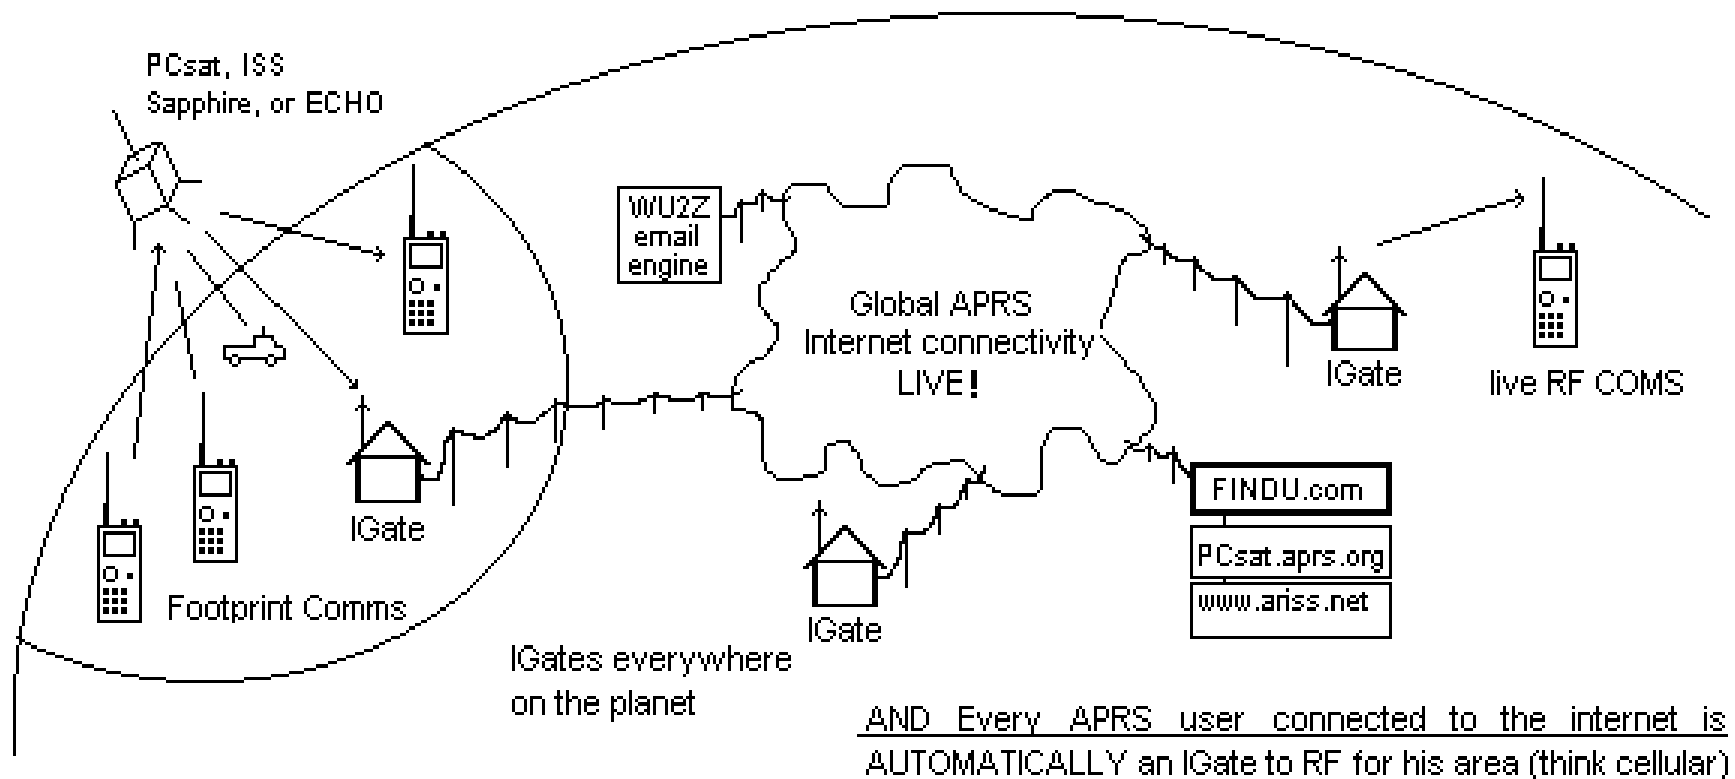 PCsat, ISS
Sapphire, or ECHO
WU2Z
email
engine
Global APRS
Internet connectivity
LIVE!
IGate
live RF COMS
IGate
Footprint Comms
FINDU.com
PCsat.aprs.org
www.ariss.net
IGate
IGates everywhere
on the planet
AND Every APRS user connected to the internet is
AUTOMATICALLY an IGate to RF for his area (think cellular)